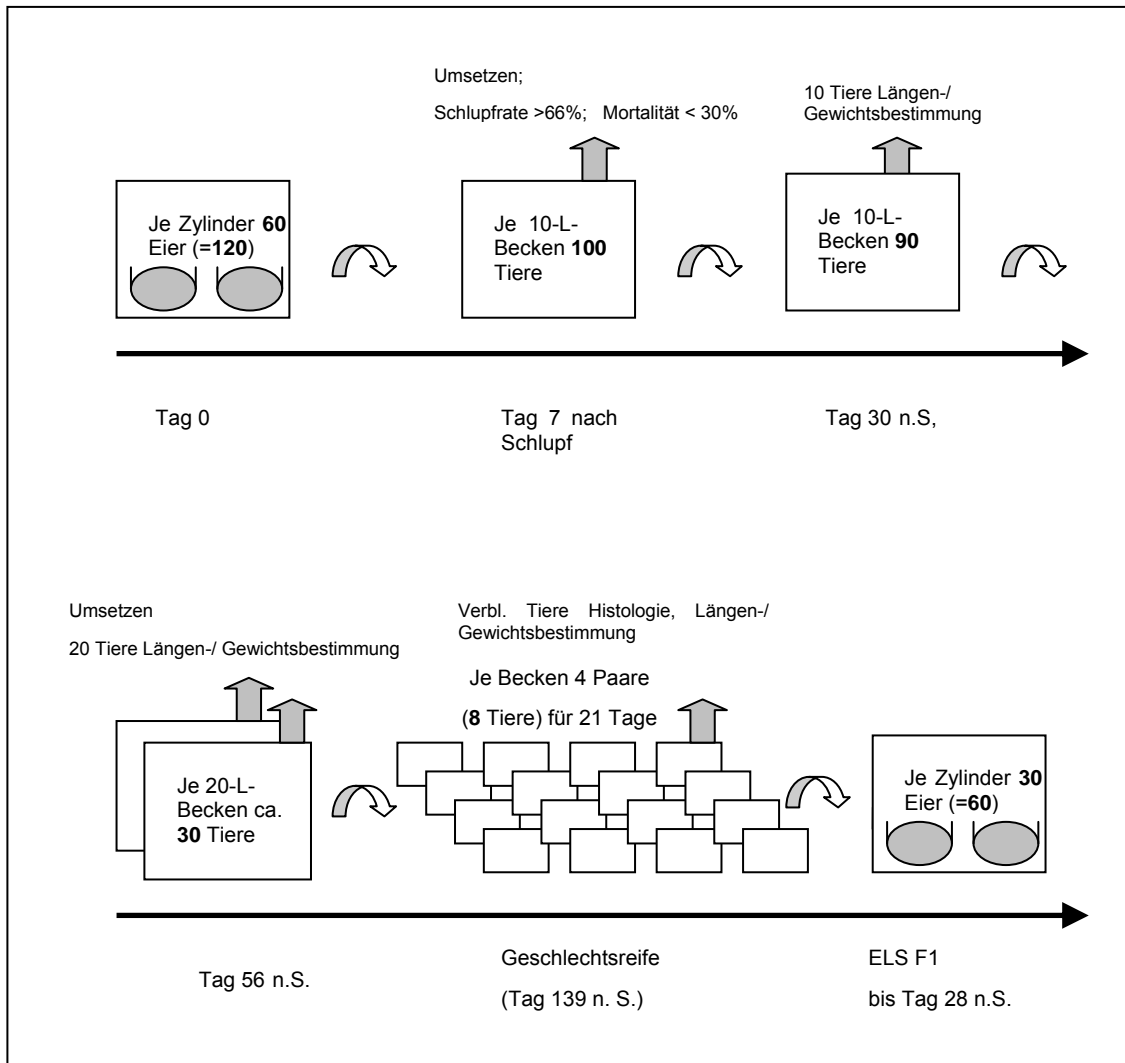 Umsetzen;
Schlupfrate >66%; Mortalität < 30%
10 Tiere Längen-/
Gewichtsbestimmung
Je Zylinder 60
Eier (=120)
Je 10-L-
Becken 100
Tiere
Je 10-L-
Becken 90
Tiere
Tag 0
Tag 7 nach
Schlupf
Tag 30 n.S,
Umsetzen
20 Tiere Längen-/ Gewichtsbestimmung
Verbl. Tiere Histologie, Längen-/
Gewichtsbestimmung
Je Becken 4 Paare
(8 Tiere) für 21 Tage
Je 20-L-
Becken ca.
30 Tiere
Je Zylinder 30
Eier (=60)
Tag 56 n.S.
Geschlechtsreife
(Tag 139 n. S.)
ELS F1
bis Tag 28 n.S.